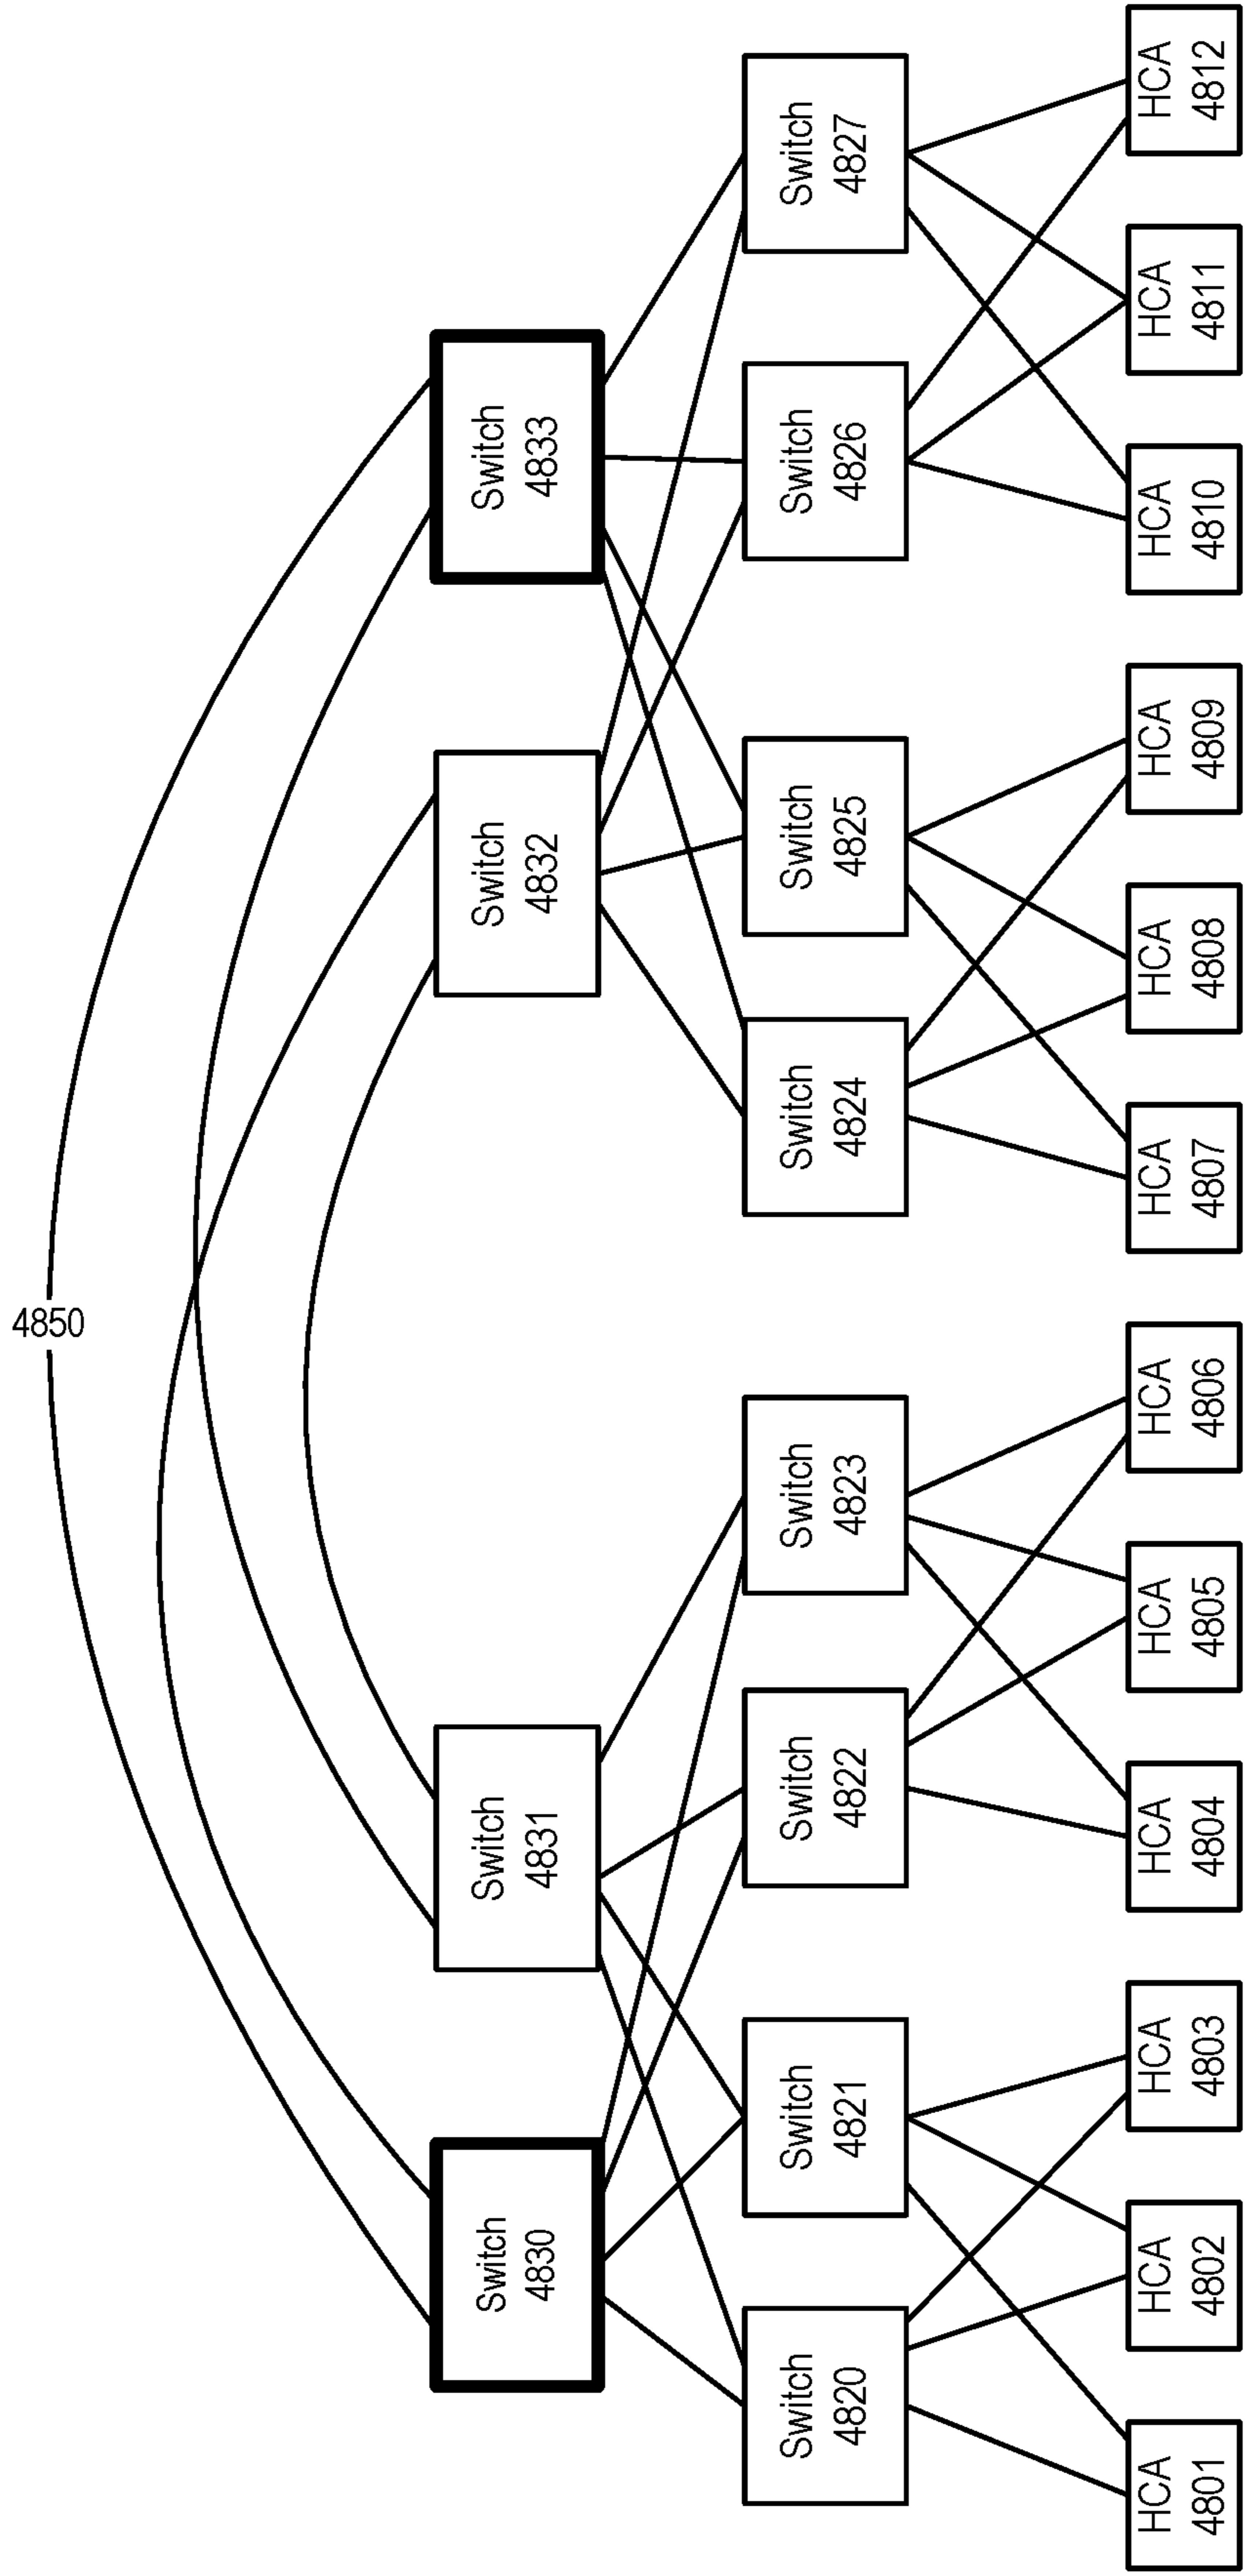 4850
Switch
4830
Switch
4831
Switch
4832
Switch
4833
Switch
4820
Switch
4821
Switch
4822
Switch
4823
Switch
4824
Switch
4825
Switch
4826
Switch
4827
HCA
4801
HCA
4802
HCA
4803
HCA
4804
HCA
4805
HCA
4806
HCA
4807
HCA
4808
HCA
4809
HCA
4810
HCA
4811
HCA
4812